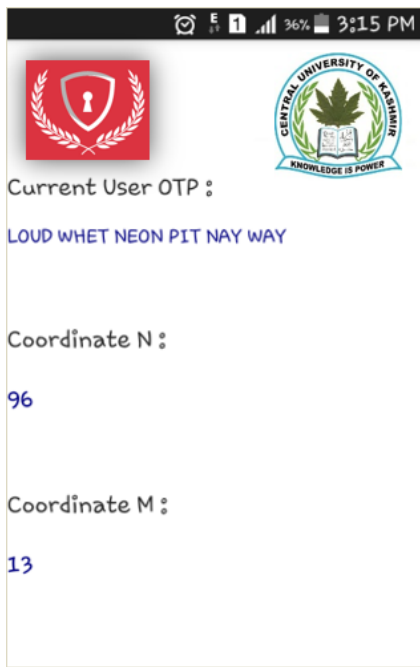 E 1 36% 3:15 PM
CENTRAL UNIVERSITY OF KASHMIR
KNOWLEDGE IS POWER
Current User OTP :
LOUD WHET NEON PIT NAY WAY
Coordinate N :
96
Coordinate M :
13